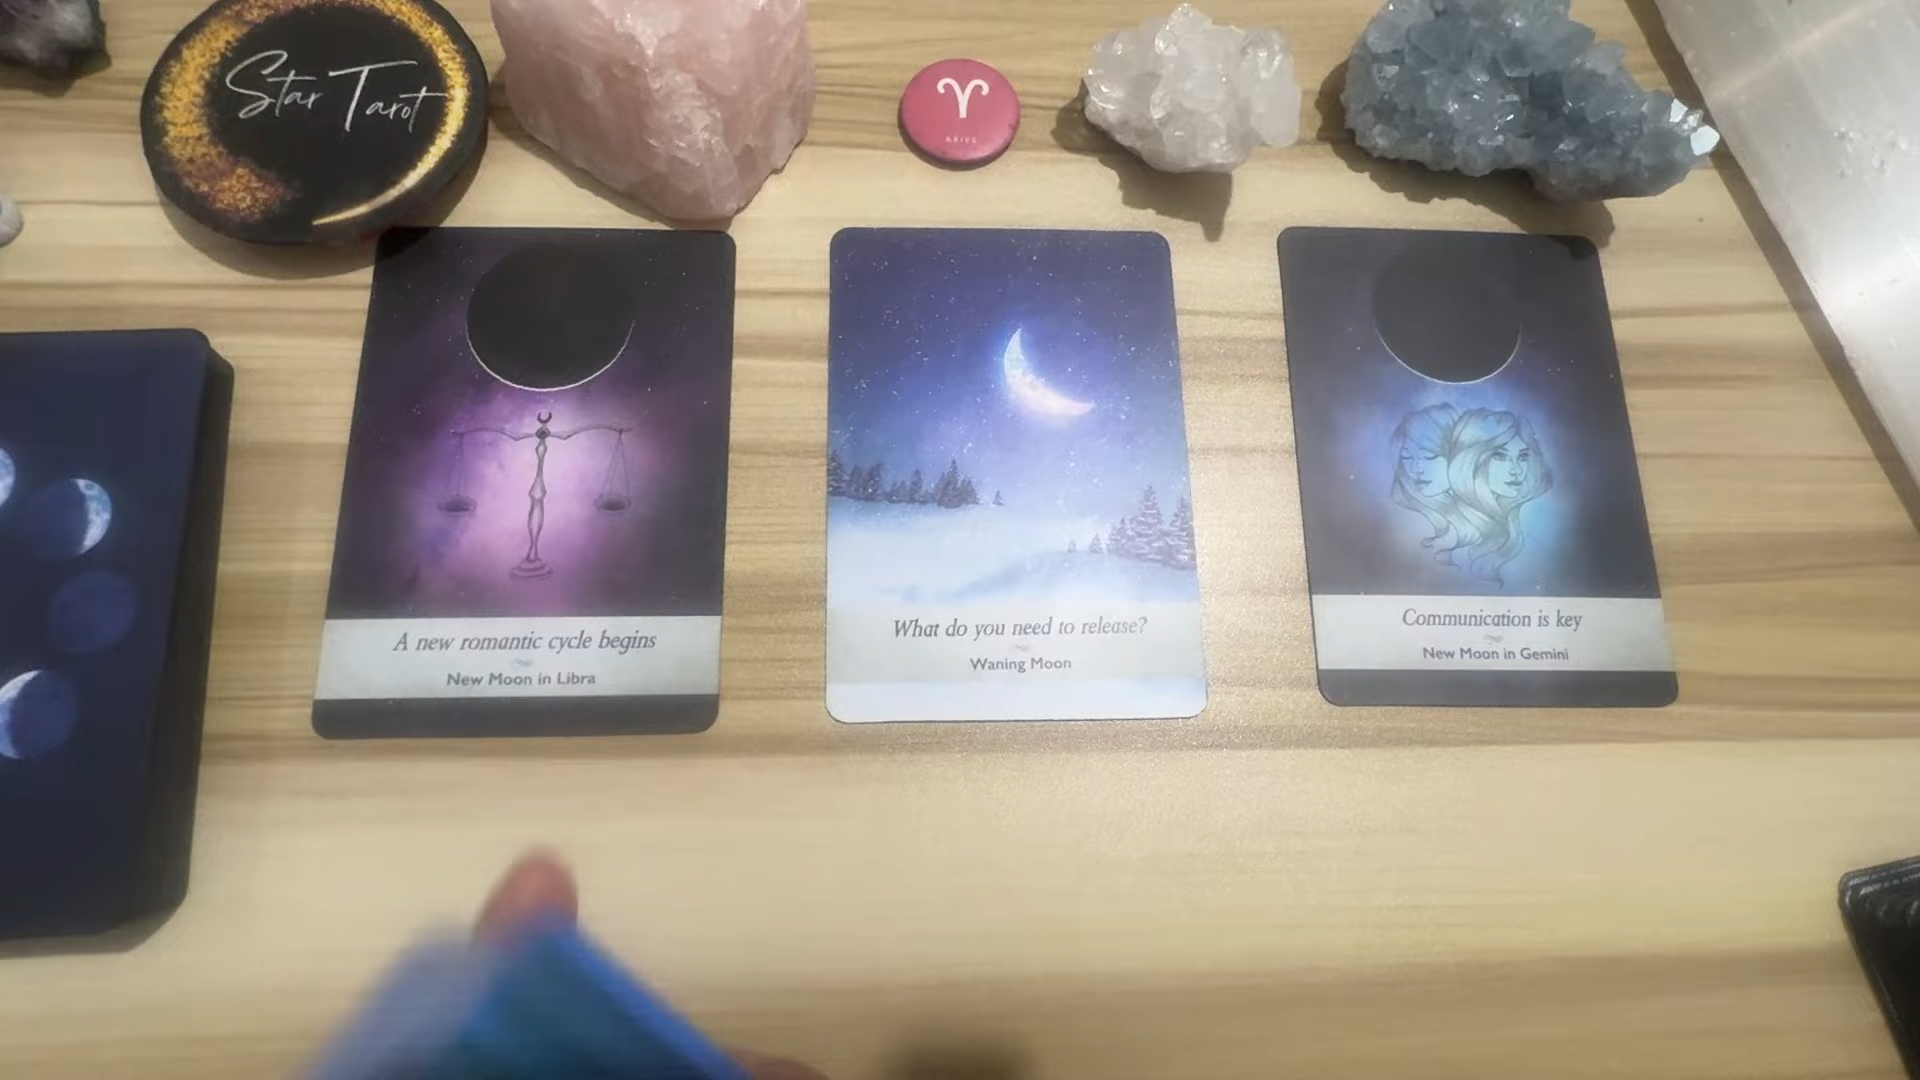 Star Tarot
ARIES
A new romantic cycle begins
New Moon in Libra
What do you need to release?
Waning Moon
Communication is key
New Moon in Gemini